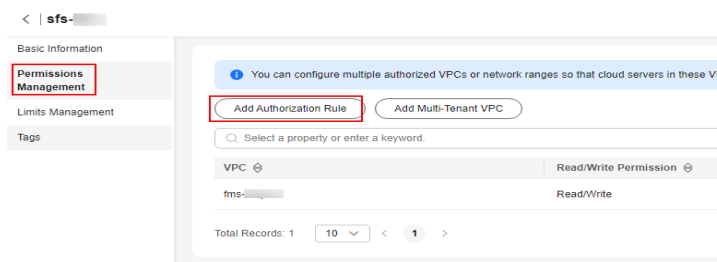 sfs-
Basic Information
Permissions
Management
Limits Management
Tags
You can configure multiple authorized VPCs or network ranges so that cloud servers in these
Add Authorization Rule
Add Multi-Tenant VPC
Select a property or enter a keyword.
VPC
Read/Write Permission
fms-
Read/Write
Total Records: 1
10
1